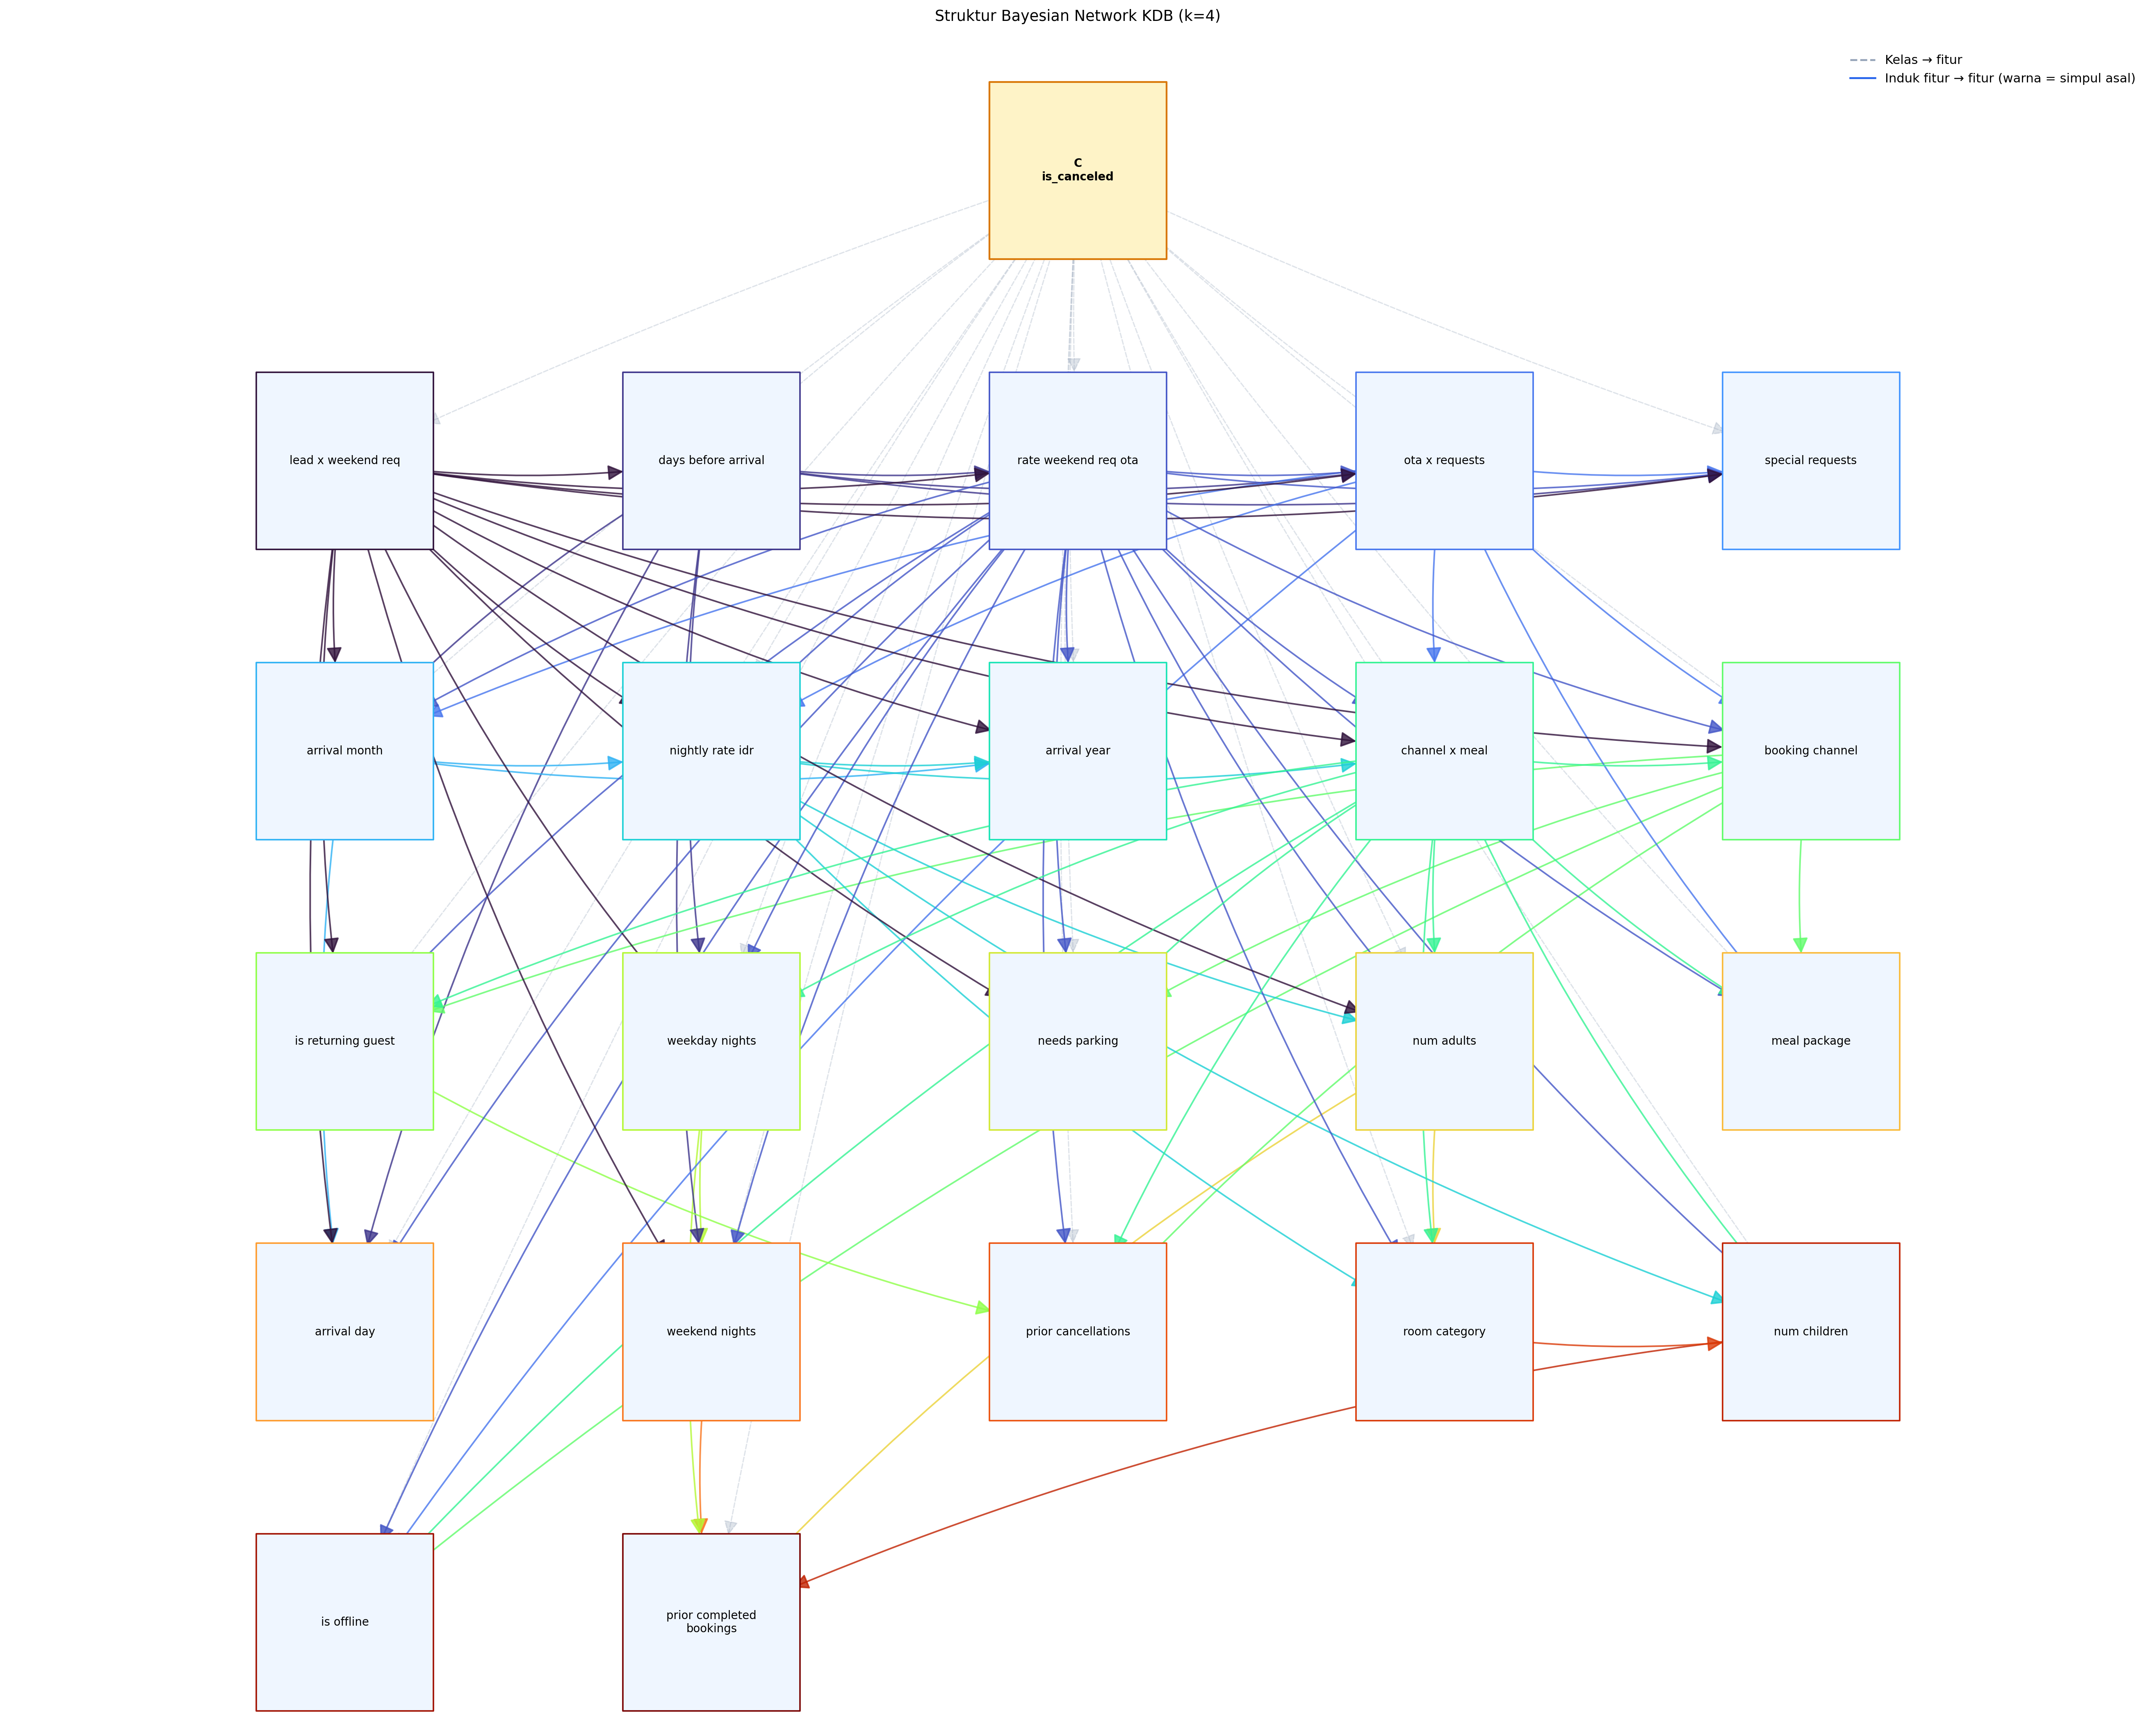 Struktur Bayesian Network KDB (k=4)
Kelas → fitur
Induk fitur → fitur (warna = simpul asal)
C
is_canceled
lead x weekend req
days before arrival
rate weekend req ota
ota x requests
special requests
arrival month
nightly rate idr
arrival year
channel x meal
booking channel
is returning guest
weekday nights
needs parking
num adults
meal package
arrival day
weekend nights
prior cancellations
room category
num children
is offline
prior completed
bookings